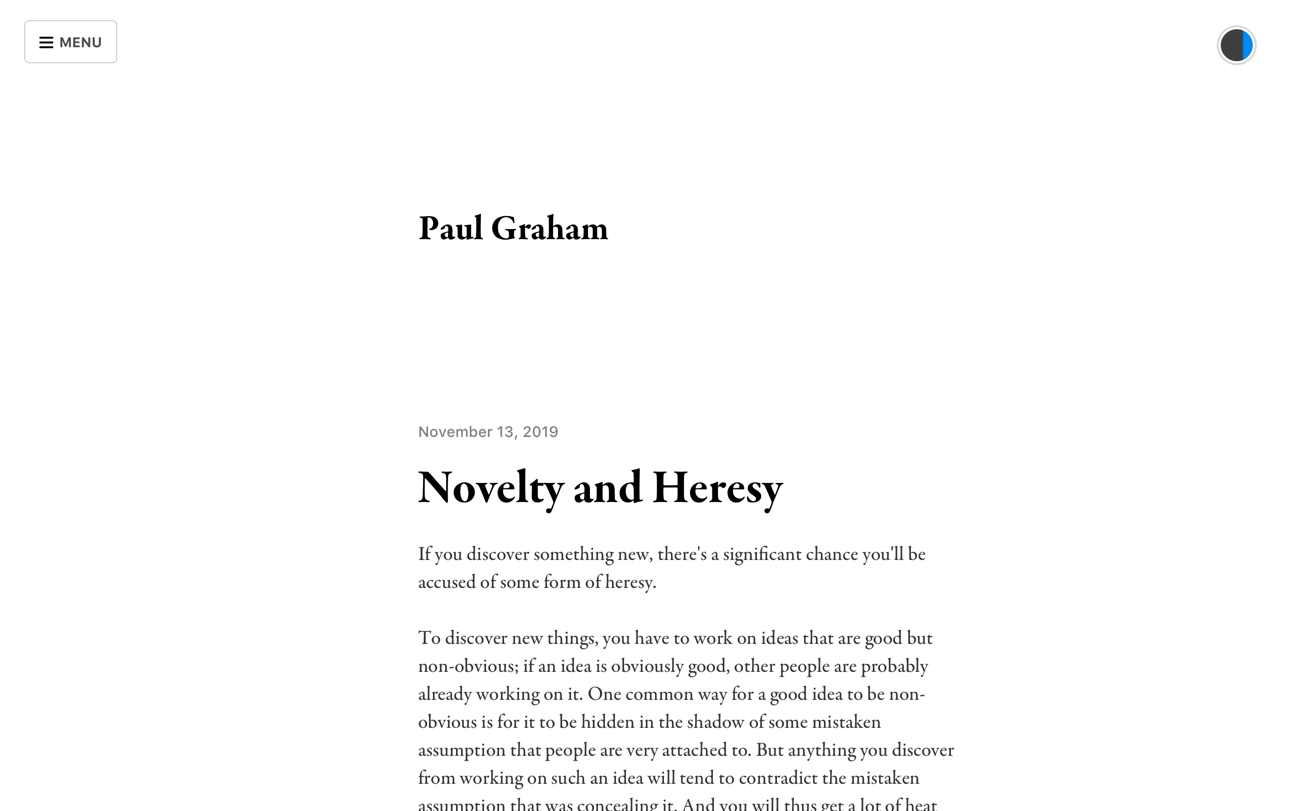 MENU
Paul Graham
November 13, 2019
Novelty and Heresy
If you discover something new, there's a significant chance you'll be
accused of some form of heresy.
To discover new things, you have to work on ideas that are good but
non-obvious; if an idea is obviously good, other people are probably
already working on it. One common way for a good idea to be non-
obvious is for it to be hidden in the shadow of some mistaken
assumption that people are very attached to. But anything you discover
from working on such an idea will tend to contradict the mistaken
assumption that was concealing it. And you will thus get a lot of heat